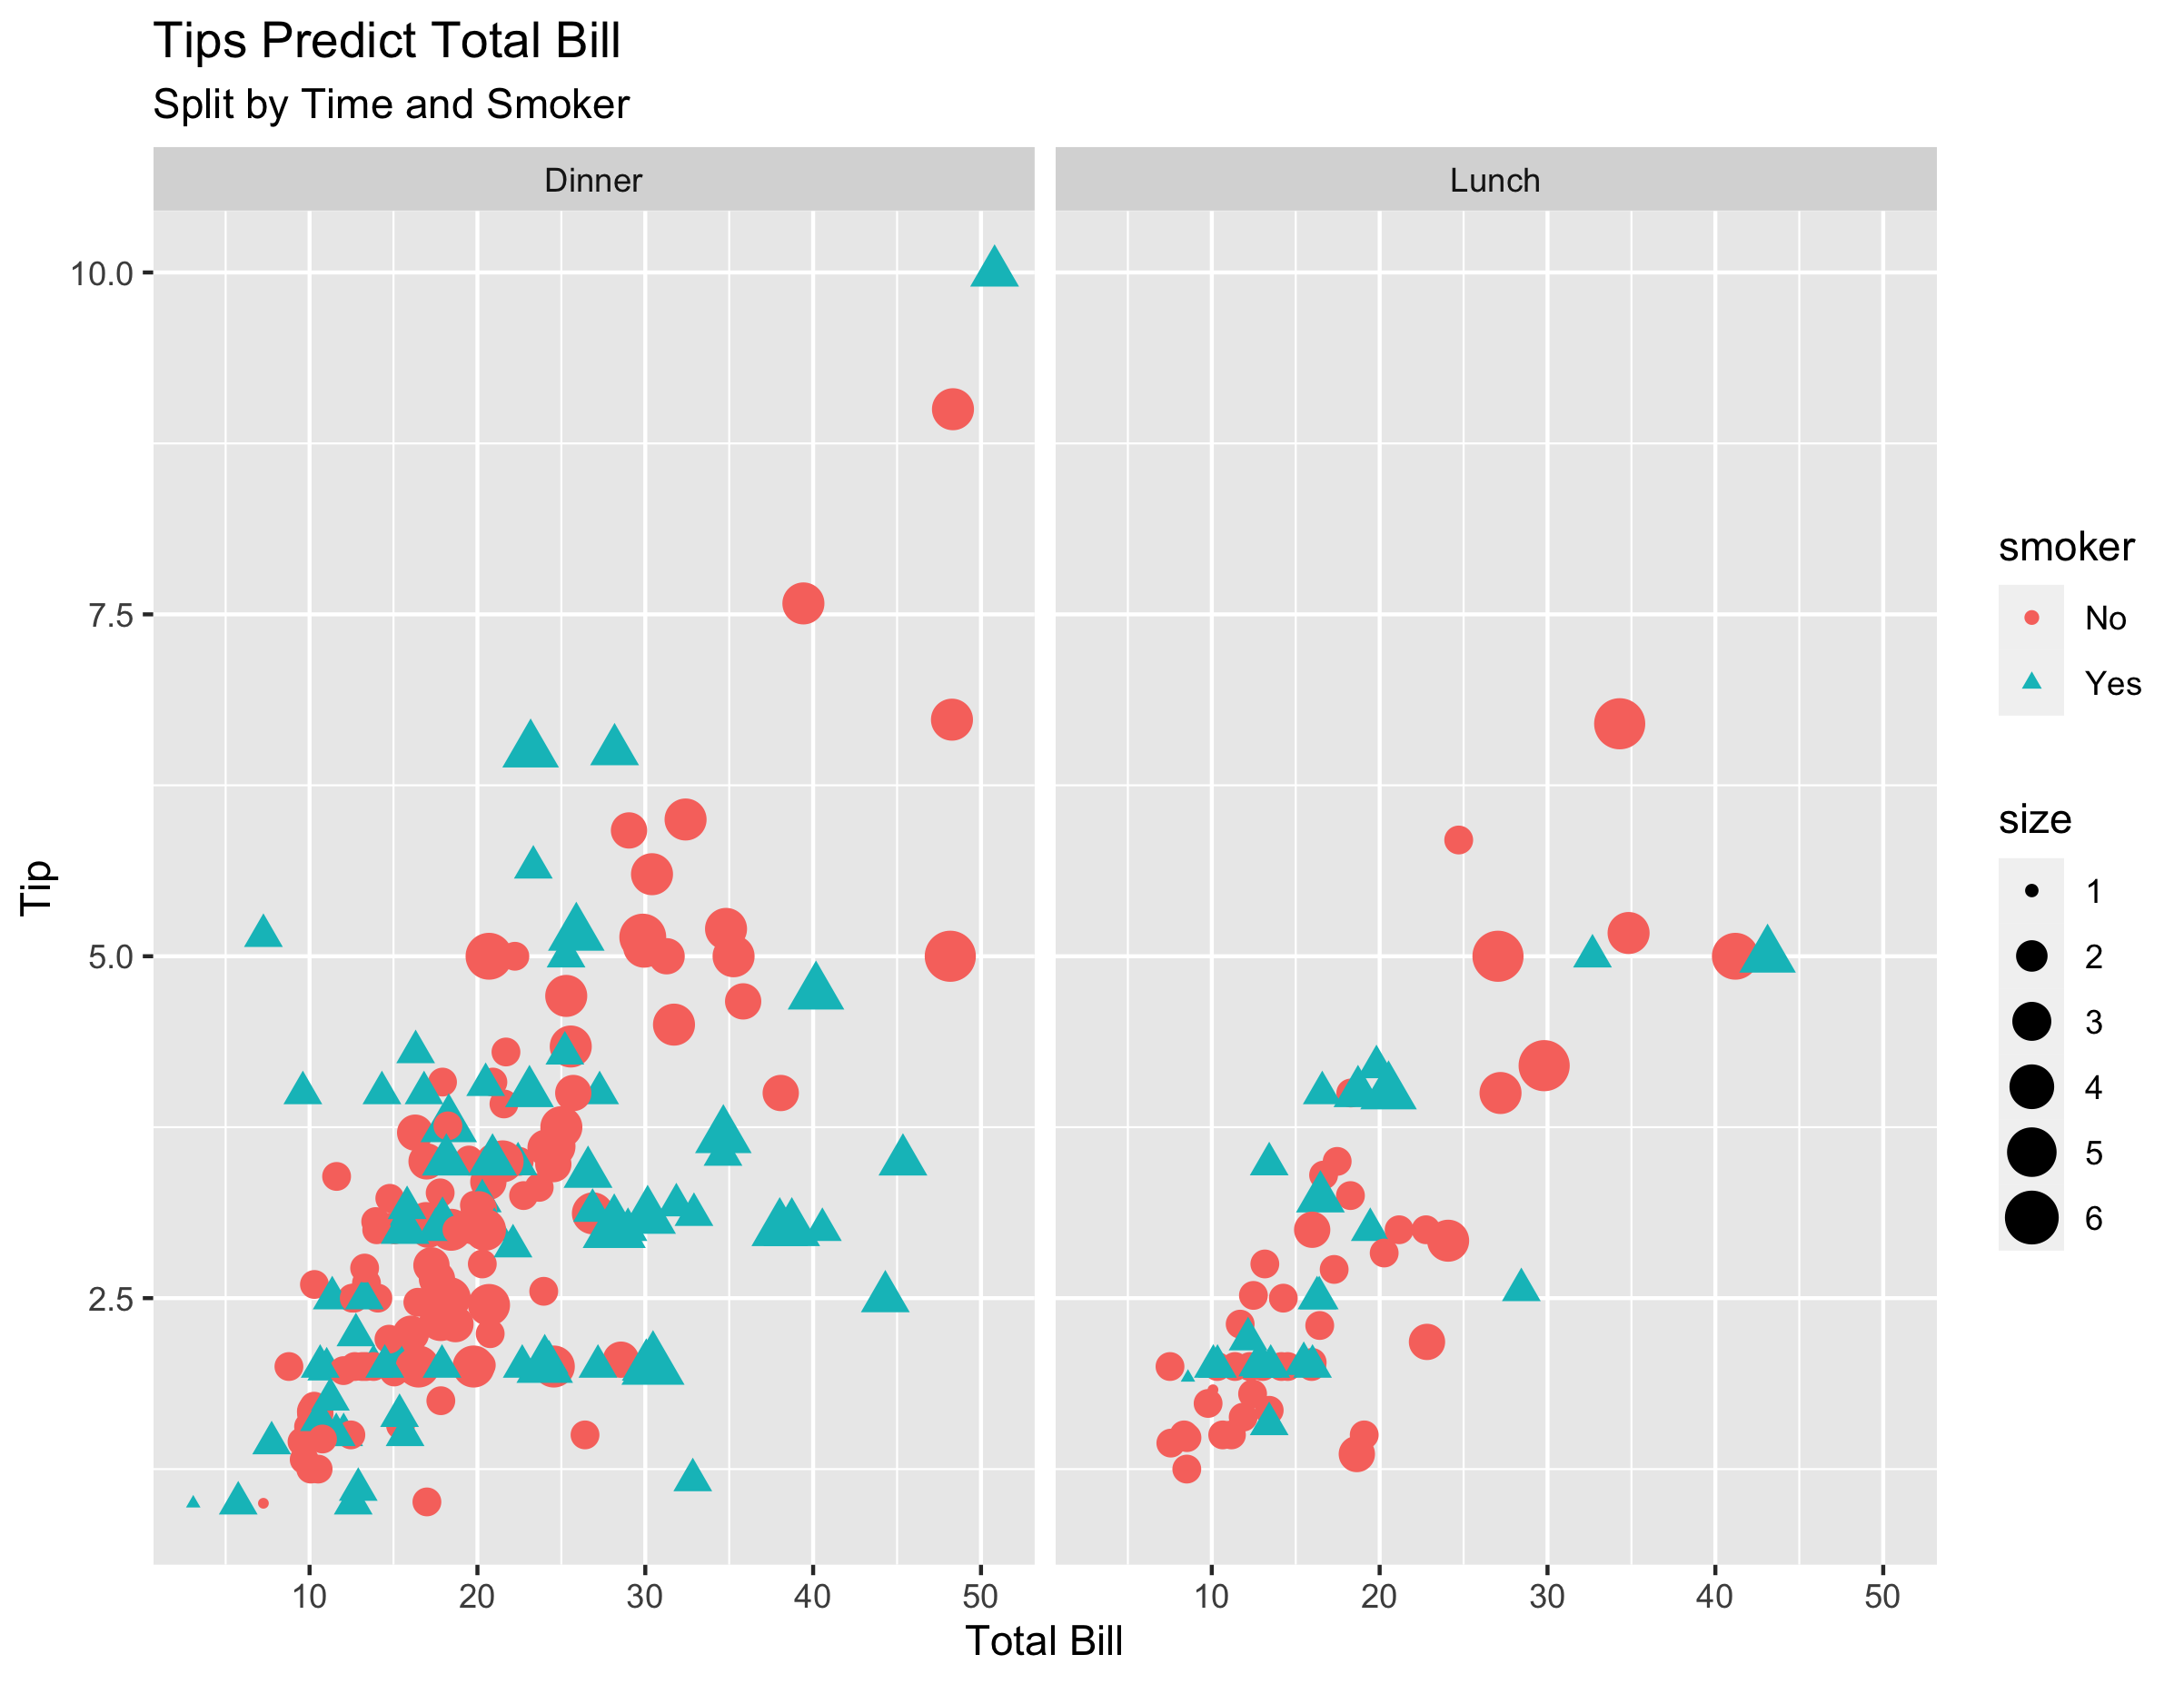 Tips Predict Total Bill
Split by Time and Smoker
Dinner
Lunch
10.0
7.5
5.0
2.5
Tip
10 20 30 40 50
10 20 30 40 50
Total Bill
smoker
No
Yes
size
1
2
3
4
5
6